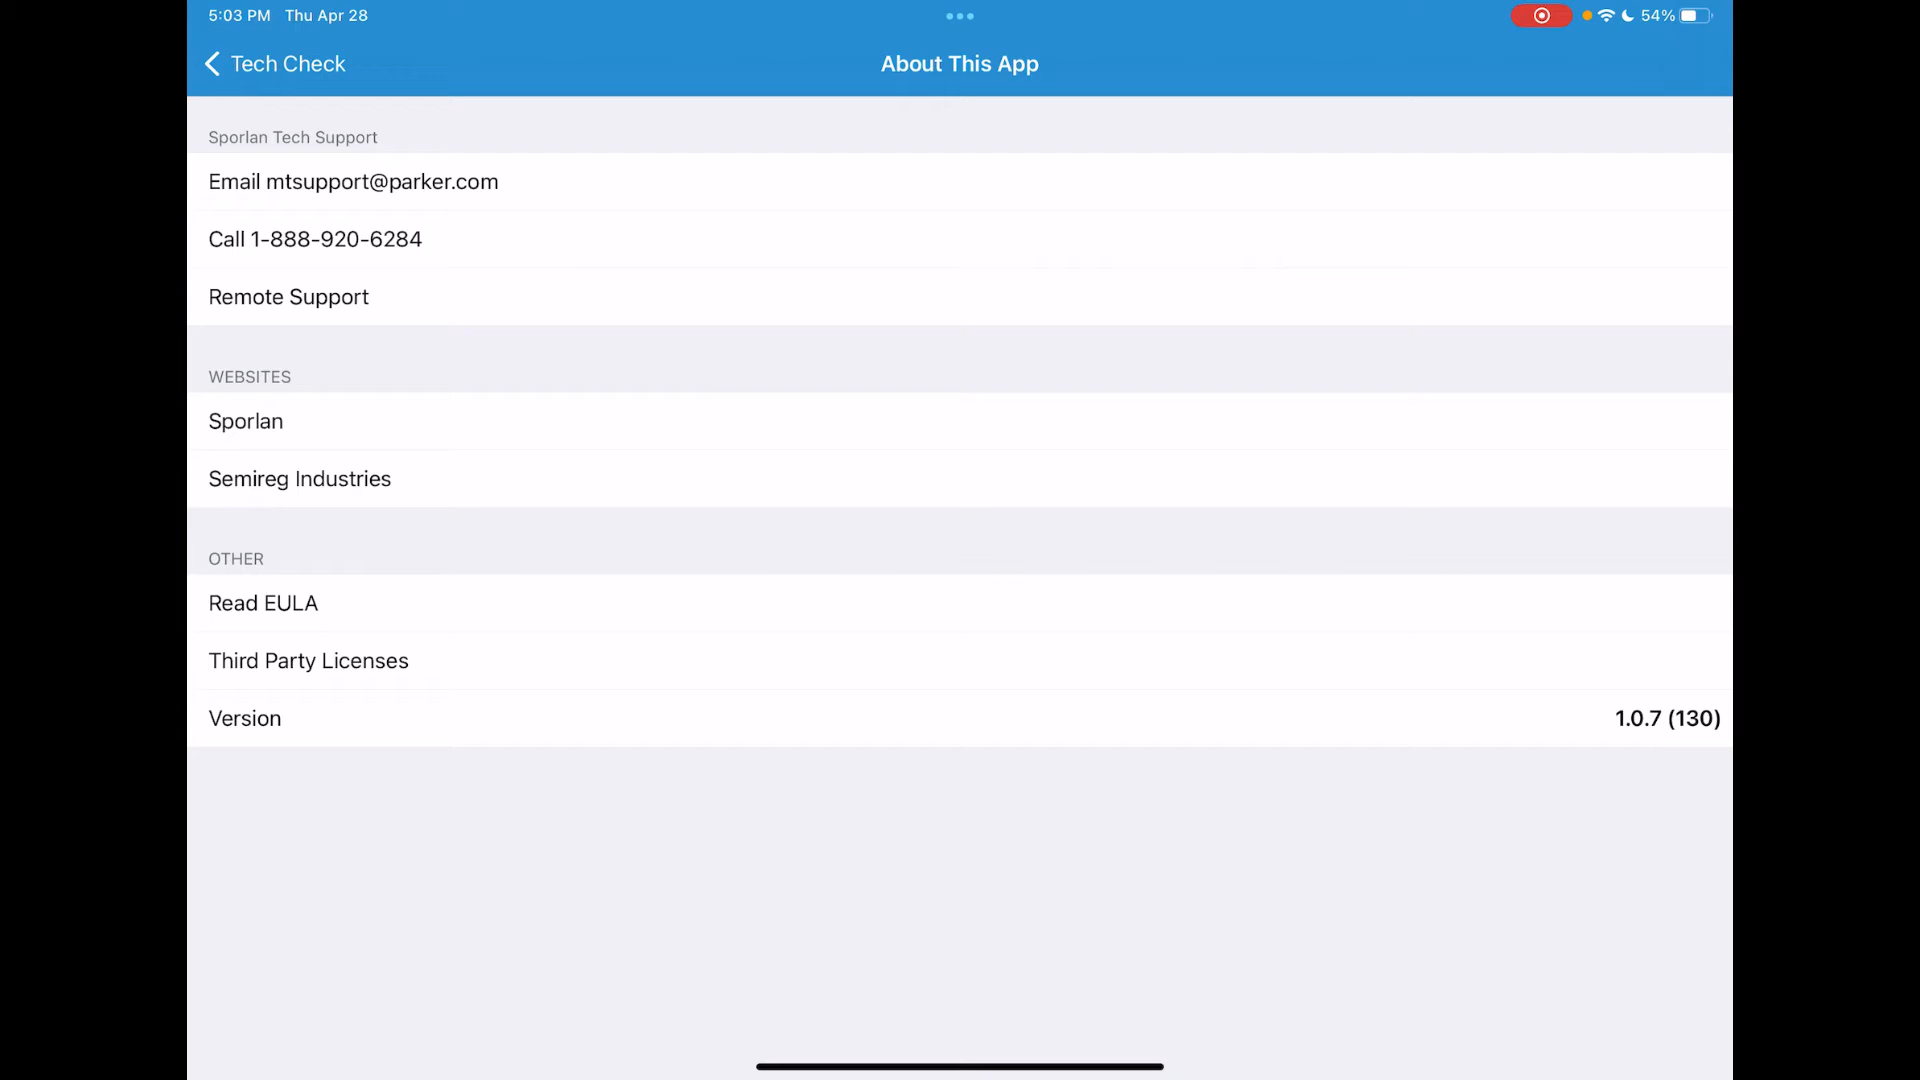 5:03 PM Thu Apr 28
54%
Tech Check
About This App
Sporlan Tech Support
Email mtsupport@parker.com
Call 1-888-920-6284
Remote Support
WEBSITES
Sporlan
Semireg Industries
OTHER
Read EULA
Third Party Licenses
Version 1.0.7 (130)